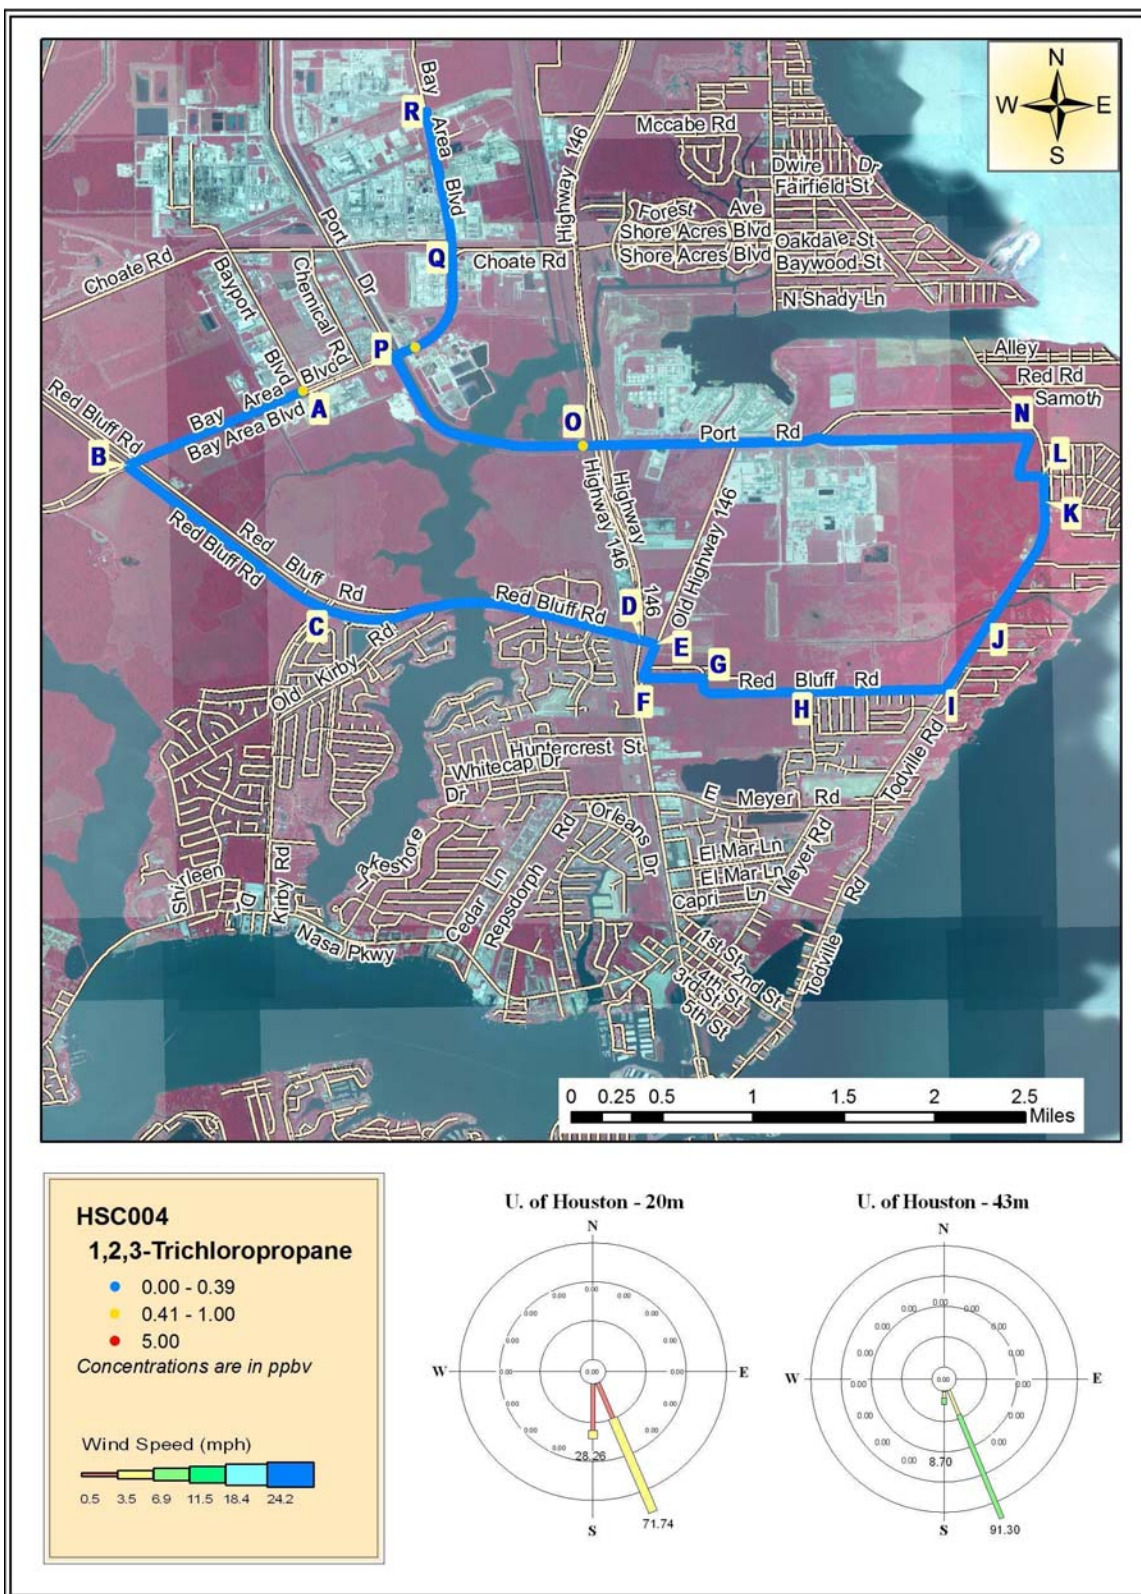 N
W E
S
R
Bay Area Blvd
Mccabe Rd
Highway 146
Dwire Dr
Fairfield St
Forest Ave
Shore Acres Blvd
Oakdale St
Shore Acres Blvd
Baywood St
N Shady Ln
Port Dr
Q
Choate Rd
Choate Rd
Bayport Blvd
Chemical Rd
P
Alley
Red Rd
Samoth
Bay Area Blvd
Bay Area Blvd
A
Red Bluff Rd
B
O
Port Rd
N
L
K
Highway 146
Highway 146
Old Highway 146
Red Bluff Rd
Red Bluff Rd
Red Bluff Rd
C
D
E
G
F
Red Bluff Rd
H
I
J
Old Kirby Rd
Huntercrest St
Whitecap Dr
Dr
E Meyer Rd
Todville Rd
Orleans Dr
Lakeshore
El Mar Ln
El Mar Ln
Meyer Rd
Capri Ln
Shyrleen Dr
Kirby Rd
Cedar Ln
Repsdorph Rd
Nasa Pkwy
1st St
2nd St
4th St
3rd St
5th St
Todville Rd
0 0.25 0.5 1 1.5 2 2.5
Miles
HSC004
1,2,3-Trichloropropane
0.00 - 0.39
0.41 - 1.00
5.00
Concentrations are in ppbv
Wind Speed (mph)
0.5 3.5 6.9 11.5 18.4 24.2
U. of Houston - 20m
N
W E
S
0.00
28.26
71.74
U. of Houston - 43m
N
W E
S
0.00
8.70
91.30